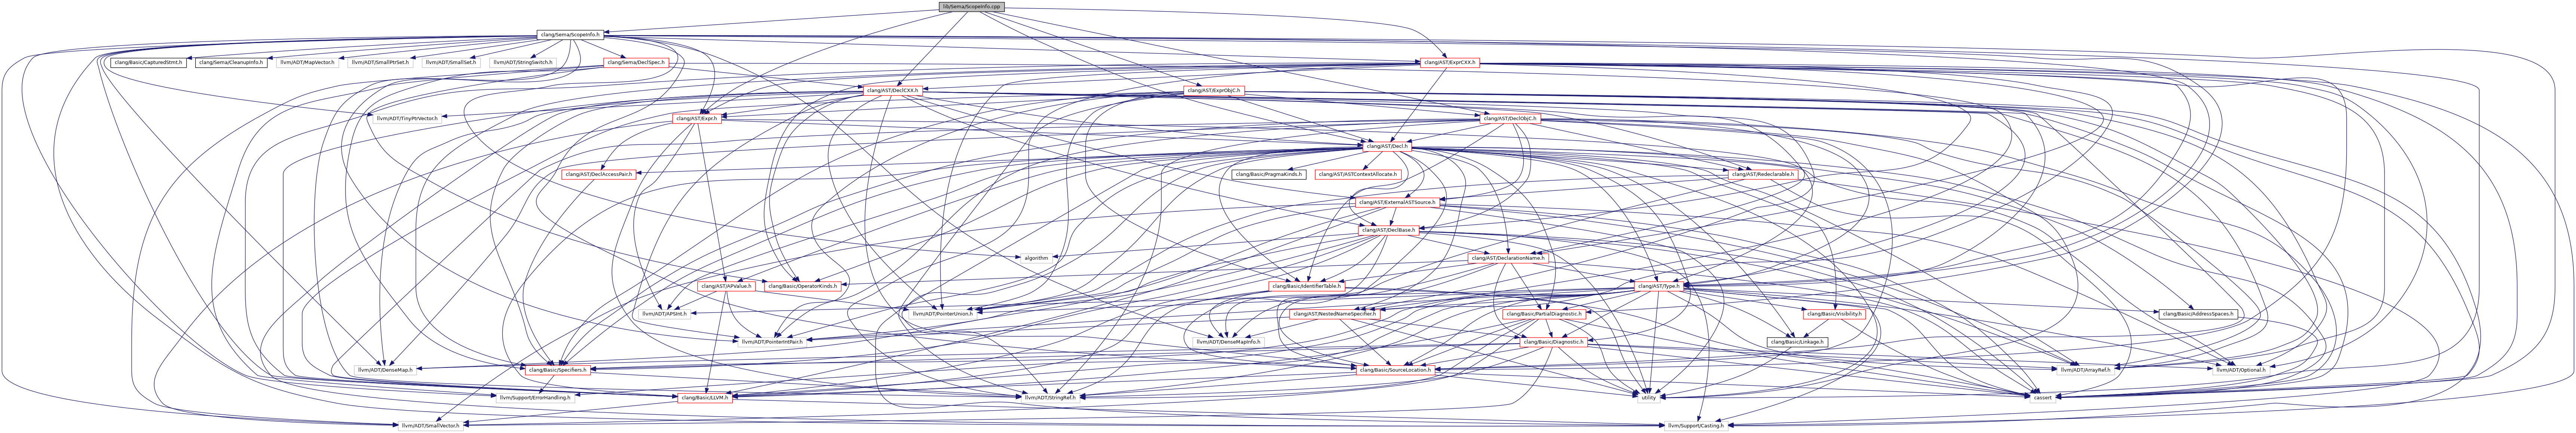 lib/Sema/ScopeInfo.cpp
clang/Sema/ScopeInfo.h
clang/Basic/CapturedStmt.h
clang/Sema/CleanupInfo.h
llvm/ADT/MapVector.h
llvm/ADT/SmallPtrSet.h
llvm/ADT/SmallSet.h
llvm/ADT/StringSwitch.h
clang/Sema/DeclSpec.h
clang/AST/ExprCXX.h
clang/AST/DeclCXX.h
clang/AST/ExprObjC.h
llvm/ADT/TinyPtrVector.h
clang/AST/Expr.h
clang/AST/DeclObjC.h
clang/AST/Decl.h
clang/AST/DeclAccessPair.h
clang/Basic/PragmaKinds.h
clang/AST/ASTContextAllocate.h
clang/AST/Redeclarable.h
clang/AST/ExternalASTSource.h
clang/AST/DeclBase.h
algorithm
clang/AST/DeclarationName.h
clang/AST/APValue.h
clang/Basic/OperatorKinds.h
clang/Basic/IdentifierTable.h
clang/AST/Type.h
llvm/ADT/APSInt.h
llvm/ADT/PointerUnion.h
clang/AST/NestedNameSpecifier.h
clang/Basic/PartialDiagnostic.h
clang/Basic/Visibility.h
clang/Basic/AddressSpaces.h
llvm/ADT/PointerIntPair.h
llvm/ADT/DenseMapInfo.h
clang/Basic/Diagnostic.h
clang/Basic/Linkage.h
llvm/ADT/DenseMap.h
clang/Basic/Specifiers.h
clang/Basic/SourceLocation.h
llvm/ADT/ArrayRef.h
llvm/ADT/Optional.h
llvm/Support/ErrorHandling.h
clang/Basic/LLVM.h
llvm/ADT/StringRef.h
utility
cassert
llvm/ADT/SmallVector.h
llvm/Support/Casting.h